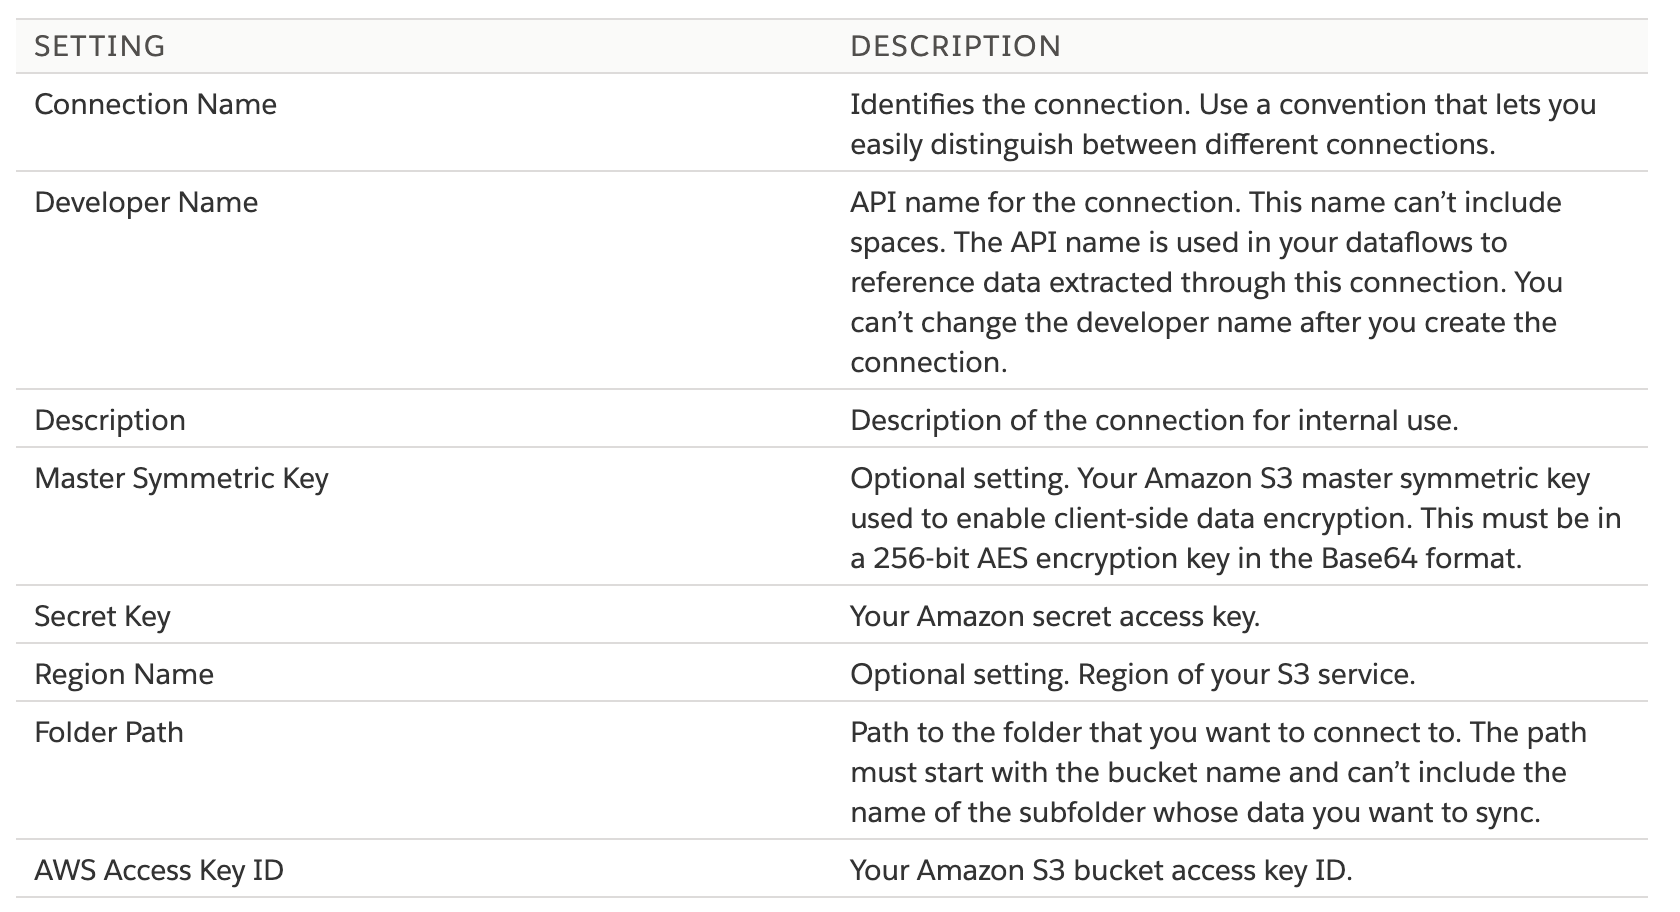 SETTING DESCRIPTION
Connection Name Identifies the connection. Use a convention that lets you
easily distinguish between different connections.
Developer Name API name for the connection. This name can’t include
spaces. The API name is used in your dataflows to
reference data extracted through this connection. You
can’t change the developer name after you create the
connection.
Description Description of the connection for internal use.
Master Symmetric Key Optional setting. Your Amazon S3 master symmetric key
used to enable client-side data encryption. This must be in
a 256-bit AES encryption key in the Base64 format.
Secret Key Your Amazon secret access key.
Region Name Optional setting. Region of your S3 service.
Folder Path Path to the folder that you want to connect to. The path
must start with the bucket name and can’t include the
name of the subfolder whose data you want to sync.
AWS Access Key ID Your Amazon S3 bucket access key ID.